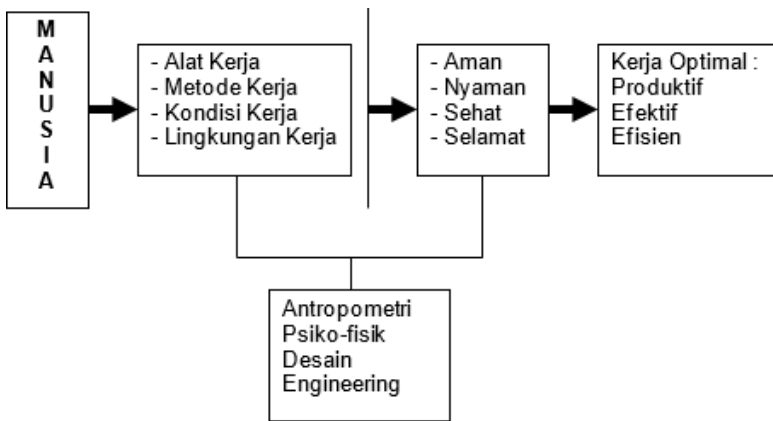 MANUSIA
- Alat Kerja
- Metode Kerja
- Kondisi Kerja
- Lingkungan Kerja
- Aman
- Nyaman
- Sehat
- Selamat
Kerja Optimal :
Produktif
Efektif
Efisien
Antropometri
Psiko-fisik
Desain
Engineering